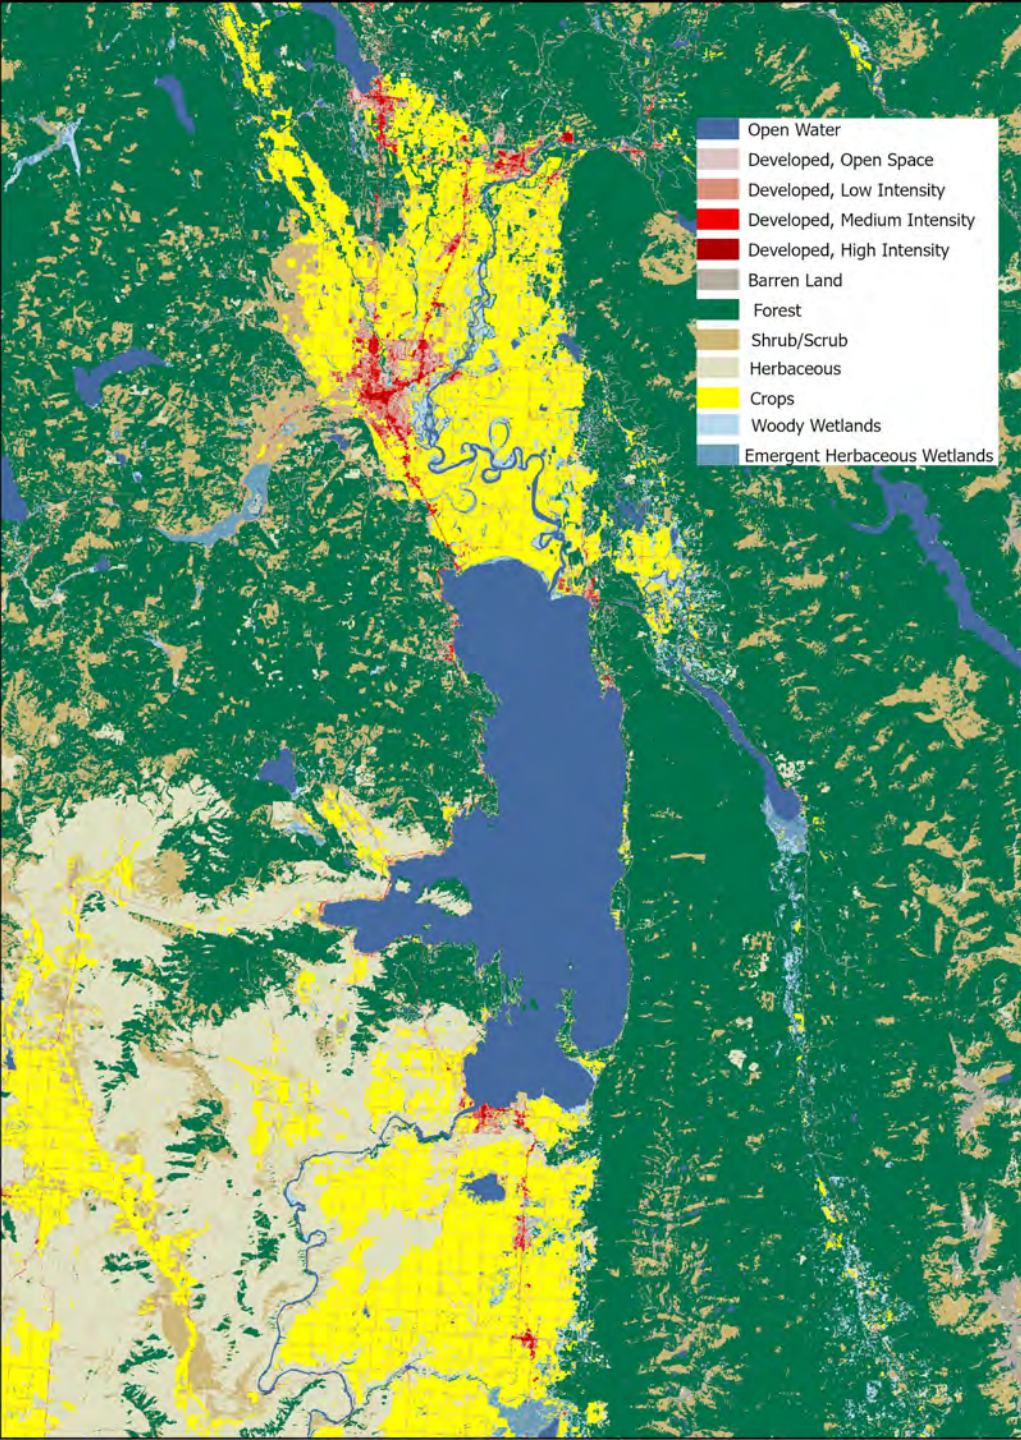 Open Water
Developed, Open Space
Developed, Low Intensity
Developed, Medium Intensity
Developed, High Intensity
Barren Land
Forest
Shrub/Scrub
Herbaceous
Crops
Woody Wetlands
Emergent Herbaceous Wetlands